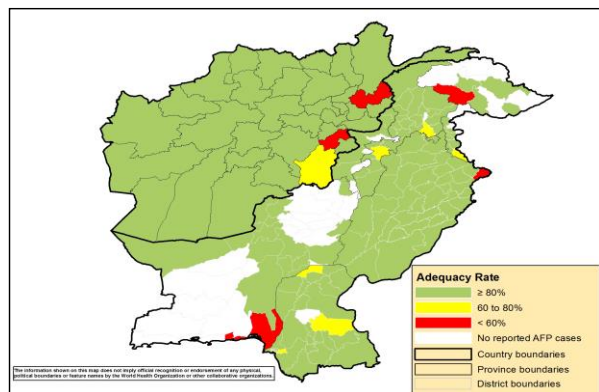 Adequacy Rate
≥ 80%
60 to 80%
< 60%
No reported AFP cases
Country boundaries
Province boundaries
District boundaries
The information shown on this map does not imply official recognition or endorsement of any physical,
political boundaries or feature names by the World Health Organization or other collaborative organizations.